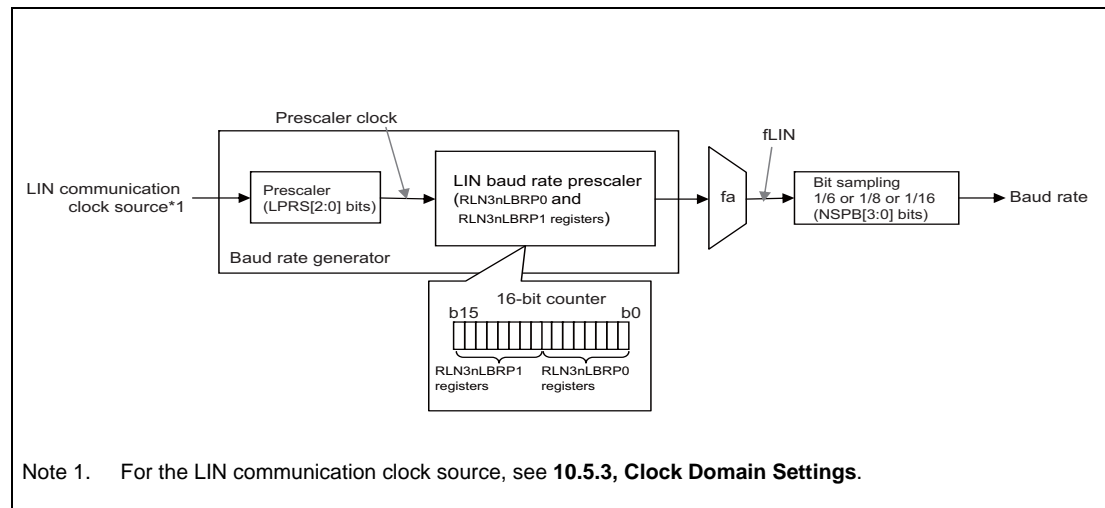 Prescaler clock
fLIN
LIN communication
clock source*1
Prescaler
(LPRS[2:0] bits)
LIN baud rate prescaler
(RLN3nLBRP0 and
RLN3nLBRP1 registers)
fa
Bit sampling
1/6 or 1/8 or 1/16
(NSPB[3:0] bits)
Baud rate
Baud rate generator
16-bit counter
b15 b0
RLN3nLBRP1 RLN3nLBRP0
registers registers
Note 1. For the LIN communication clock source, see 10.5.3, Clock Domain Settings.